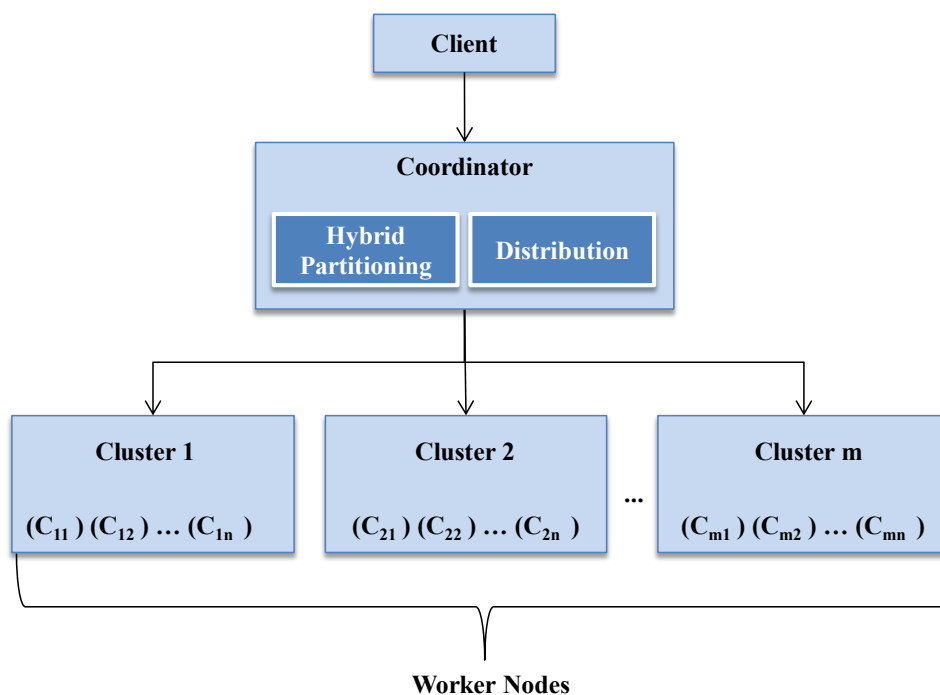 Client
Coordinator
Hybrid
Partitioning
Distribution
Cluster 1
(C₁₁ ) (C₁₂ ) … (C₁ₙ )
Cluster 2
(C₂₁ ) (C₂₂ ) … (C₂ₙ )
...
Cluster m
(Cₘ₁ ) (Cₘ₂ ) … (Cₘₙ )
Worker Nodes